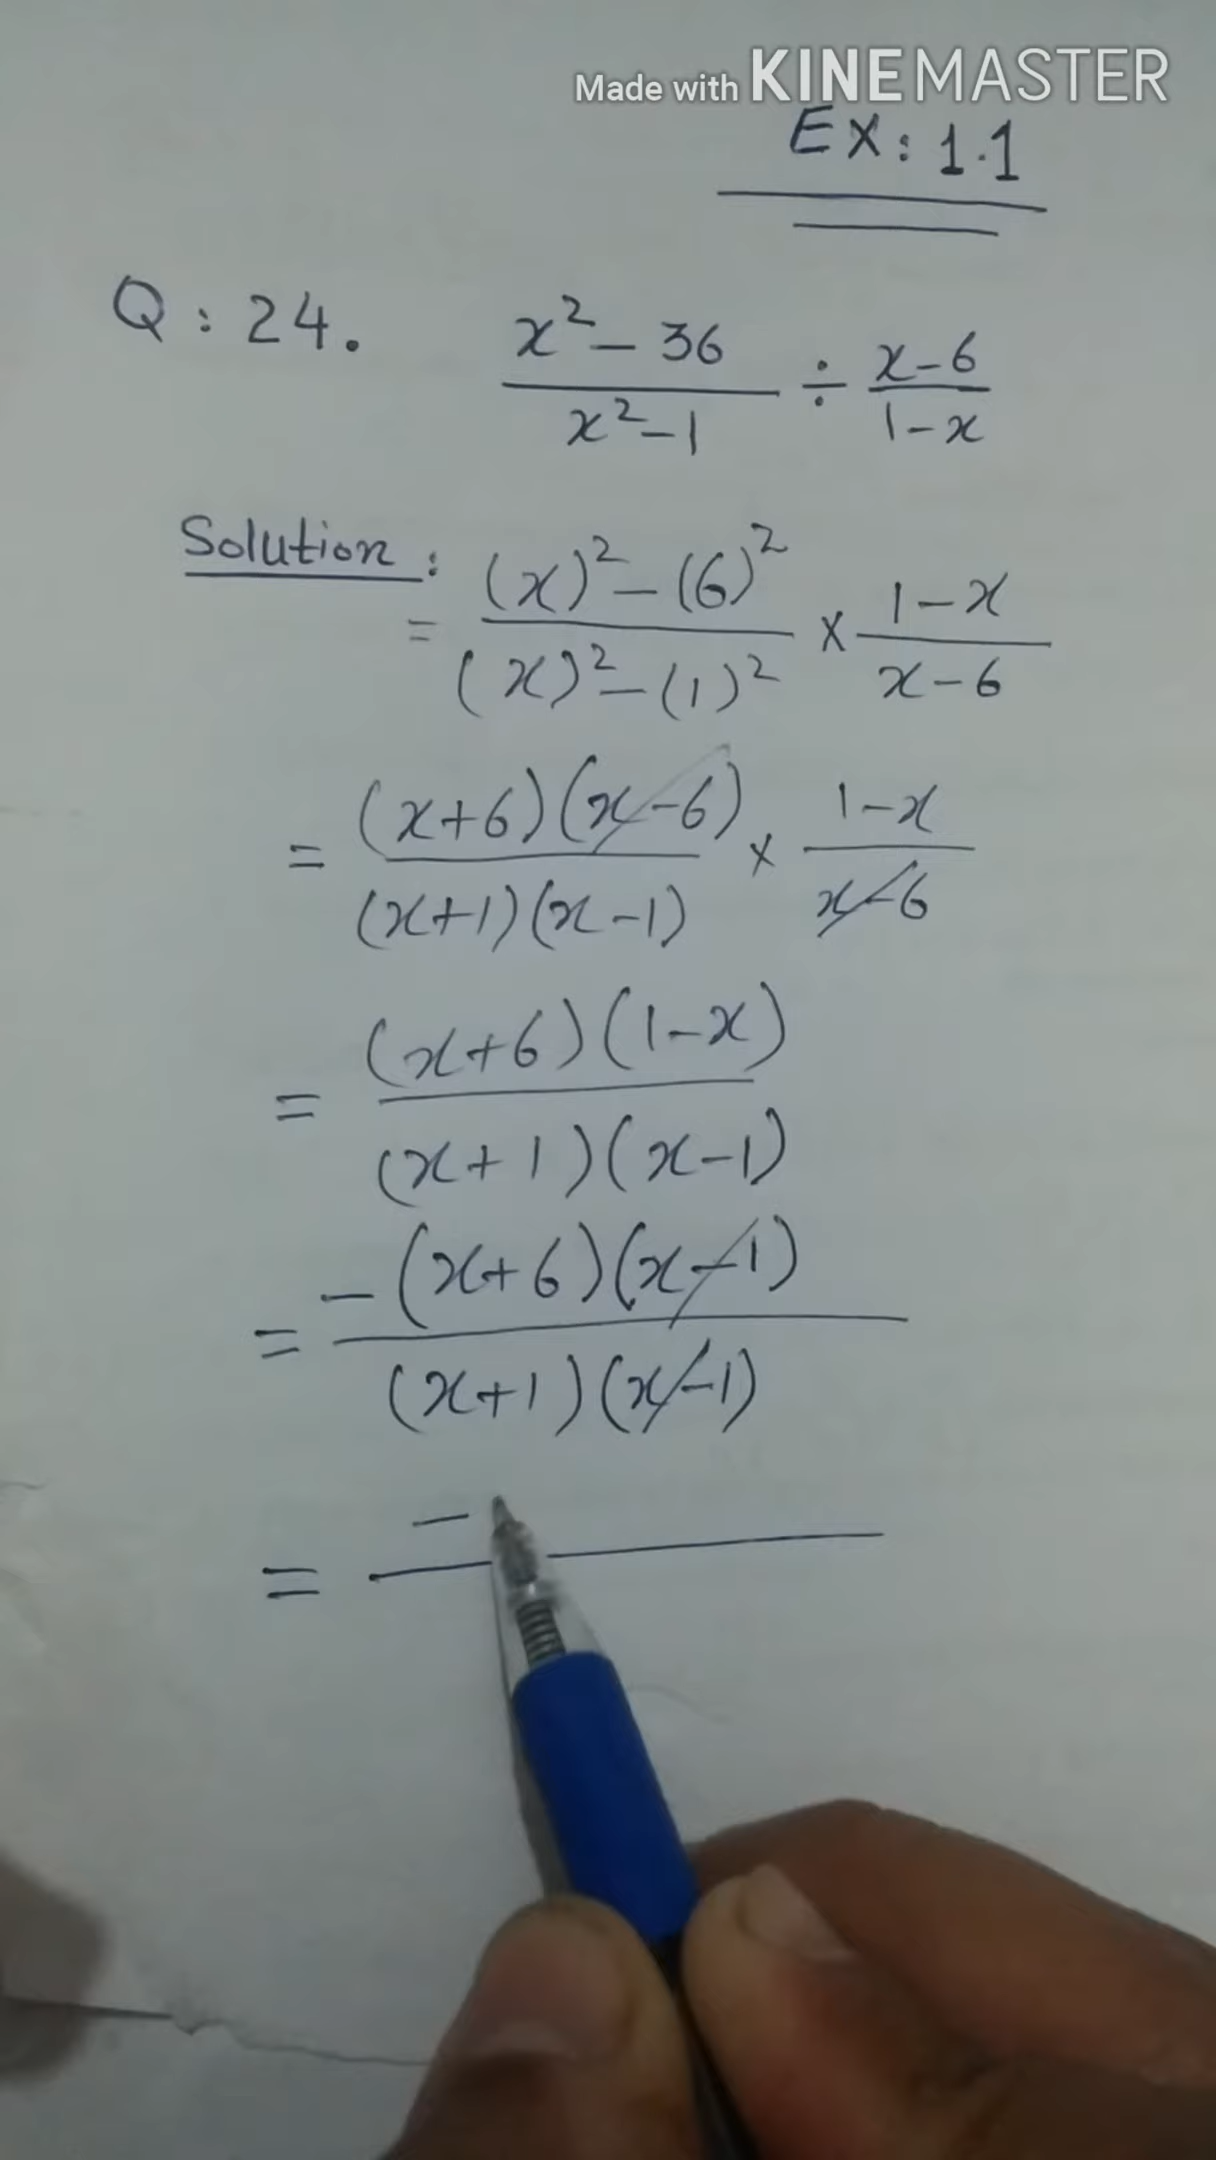 Made with KINEMASTER
EX: 1.1
Q: 24. x²-36 / x²-1 ÷ x-6 / 1-x
Solution:
= (x)²-(6)² / (x)²-(1)² × 1-x / x-6
= (x+6)(x-6) / (x+1)(x-1) × 1-x / x-6
= (x+6)(1-x) / (x+1)(x-1)
= -(x+6)(x-1) / (x+1)(x-1)
= -